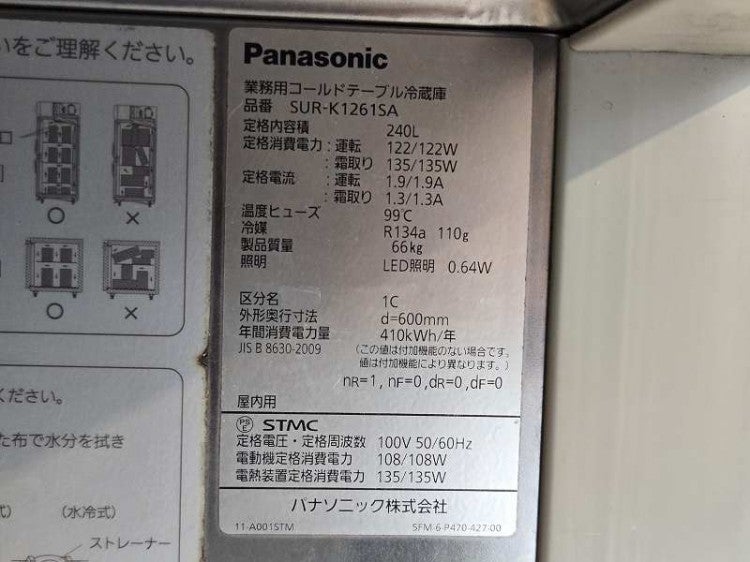 いをご理解ください。
Panasonic
業務用コールドテーブル冷蔵庫
品番 SUR-K1261SA
定格内容積 240L
定格消費電力：運転 122/122W
：霜取り 135/135W
定格電流 ：運転 1.9/1.9A
：霜取り 1.3/1.3A
温度ヒューズ 99℃
冷媒 R134a 110g
製品質量 66kg
照明 LED照明 0.64W
区分名 1C
外形奥行寸法 d=600mm
年間消費電力量 410kWh/年
JIS B 8630-2009 （この値は付加機能のない場合です。
値は付加機能により異なります。）
nR=1, nF=0, dR=0, dF=0
屋内用
PSE STMC
定格電圧・定格周波数 100V 50/60Hz
電動機定格消費電力 108/108W
電熱装置定格消費電力 135/135W
パナソニック株式会社
11-A001STM SFM-6-P470-427-00
ください。
た布で水分を拭き
式） （水冷式）
ストレーナー